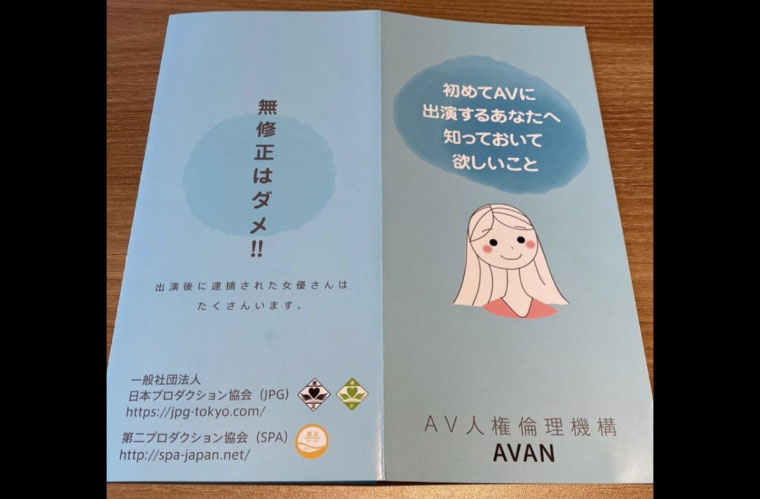 無修正はダメ!!
出演後に逮捕された女優さんは
たくさんいます。
一般社団法人
日本プロダクション協会（JPG）
https://jpg-tokyo.com/
第二プロダクション協会（SPA）
http://spa-japan.net/
初めてAVに
出演するあなたへ
知っておいて
欲しいこと
AV人権倫理機構
AVAN